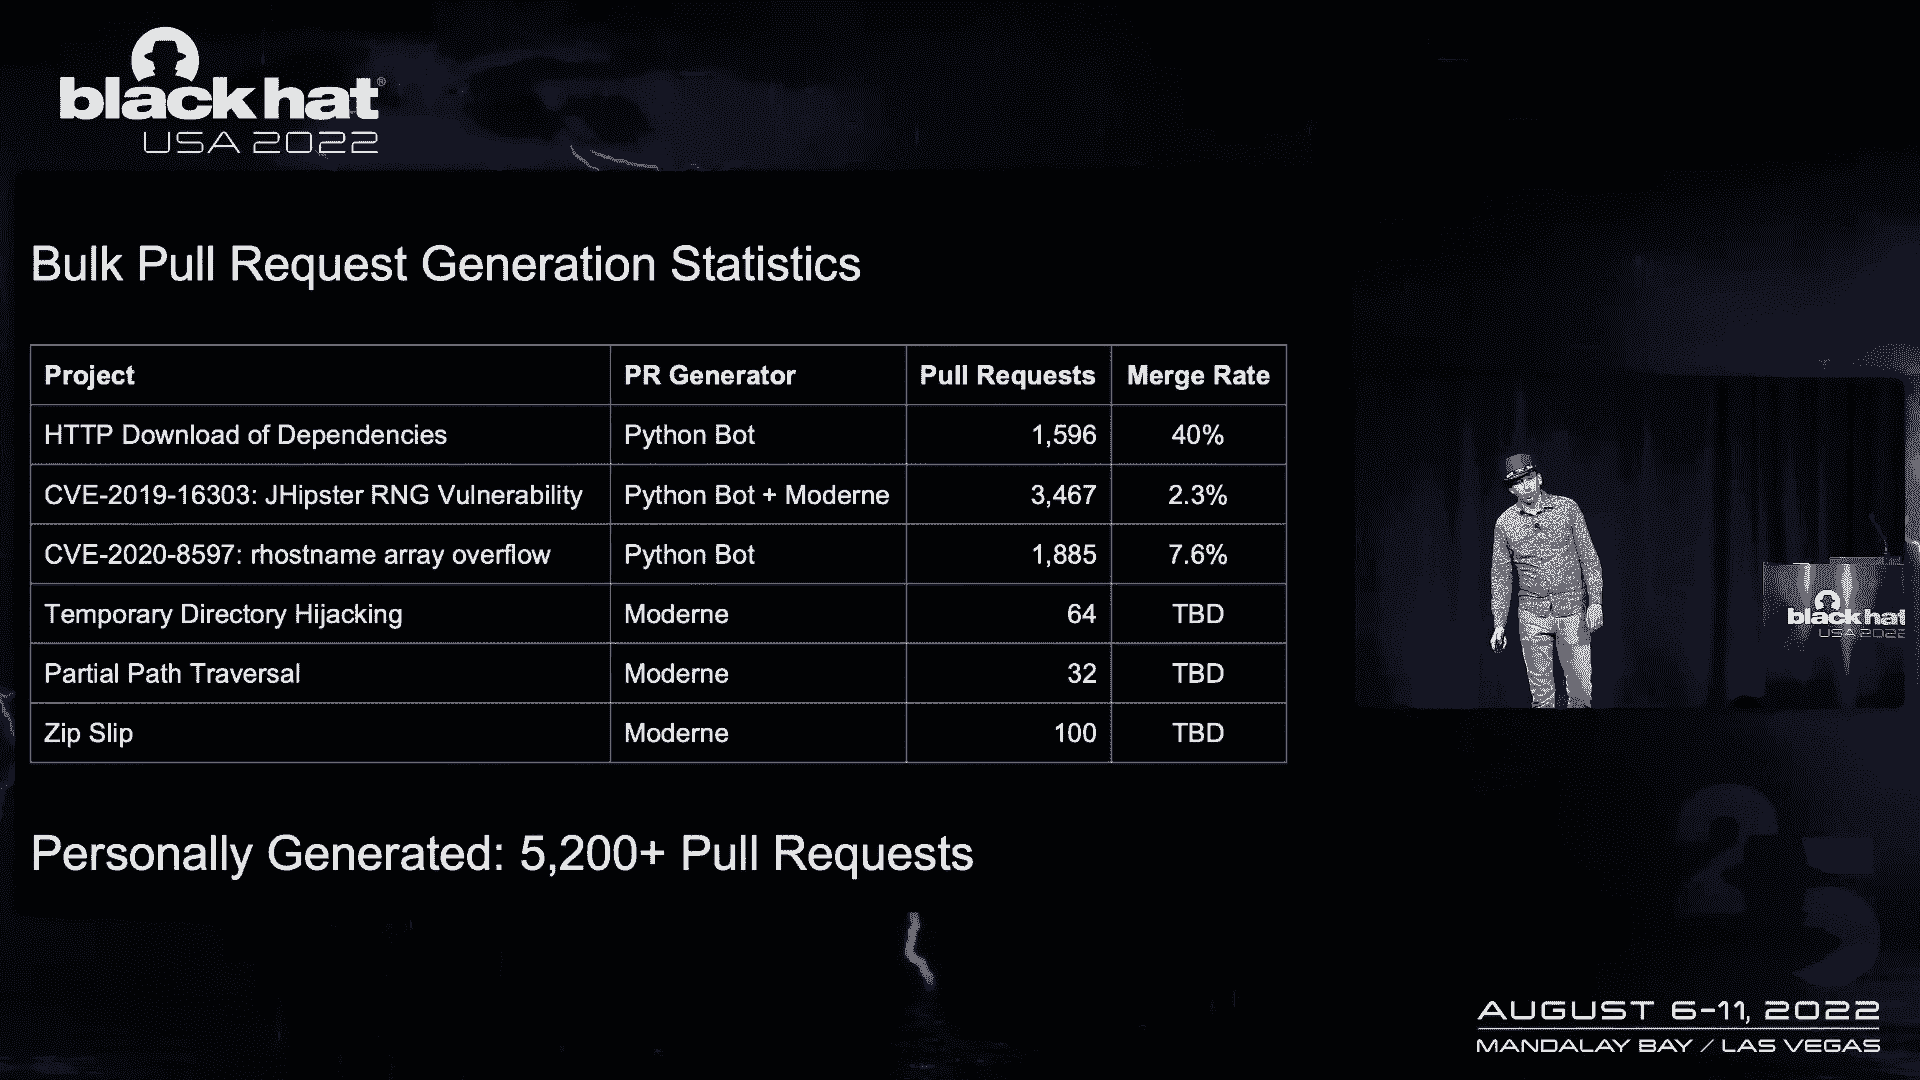 black hat®
USA 2022
Bulk Pull Request Generation Statistics
Project PR Generator Pull Requests Merge Rate
HTTP Download of Dependencies Python Bot 1,596 40%
CVE-2019-16303: JHipster RNG Vulnerability Python Bot + Moderne 3,467 2.3%
CVE-2020-8597: rhostname array overflow Python Bot 1,885 7.6%
Temporary Directory Hijacking Moderne 64 TBD
Partial Path Traversal Moderne 32 TBD
Zip Slip Moderne 100 TBD
black hat
USA 2022
Personally Generated: 5,200+ Pull Requests
25
AUGUST 6-11, 2022
MANDALAY BAY / LAS VEGAS